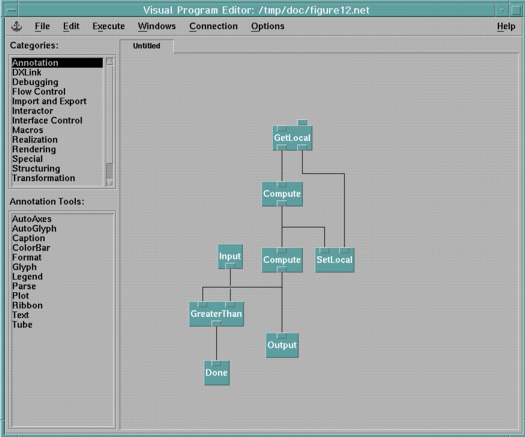 Visual Program Editor: /tmp/doc/figure12.net
File Edit Execute Windows Connection Options Help
Categories:
Untitled
Annotation
DXLink
Debugging
Flow Control
Import and Export
Interactor
Interface Control
Macros
Realization
Rendering
Special
Structuring
Transformation
Annotation Tools:
AutoAxes
AutoGlyph
Caption
ColorBar
Format
Glyph
Legend
Parse
Plot
Ribbon
Text
Tube
GetLocal
Compute
Input
Compute
SetLocal
GreaterThan
Output
Done